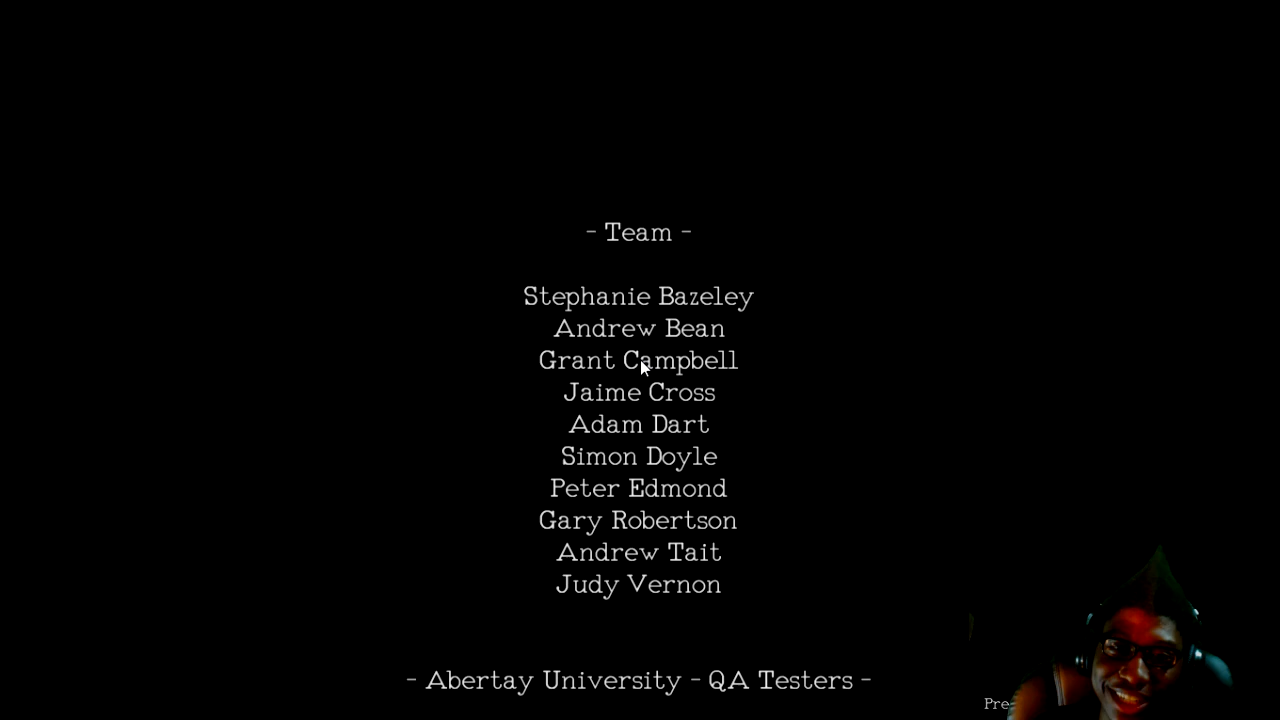 - Team -
Stephanie Bazeley
Andrew Bean
Grant Campbell
Jaime Cross
Adam Dart
Simon Doyle
Peter Edmond
Gary Robertson
Andrew Tait
Judy Vernon
- Abertay University - QA Testers -